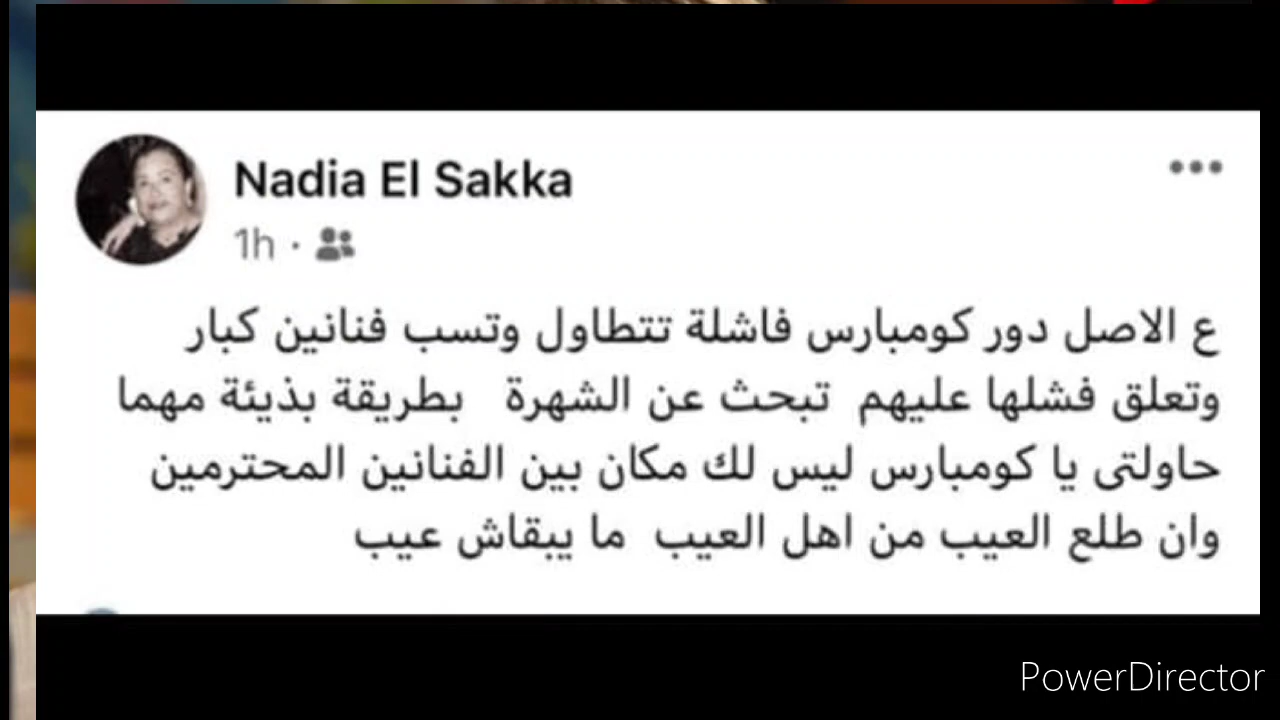 Nadia El Sakka
1h ·
ع الاصل دور كومبارس فاشلة تتطاول وتسب فنانين كبار
وتعلق فشلها عليهم تبحث عن الشهرة بطريقة بذيئة مهما
حاولتى يا كومبارس ليس لك مكان بين الفنانين المحترمين
وان طلع العيب من اهل العيب ما يبقاش عيب
PowerDirector